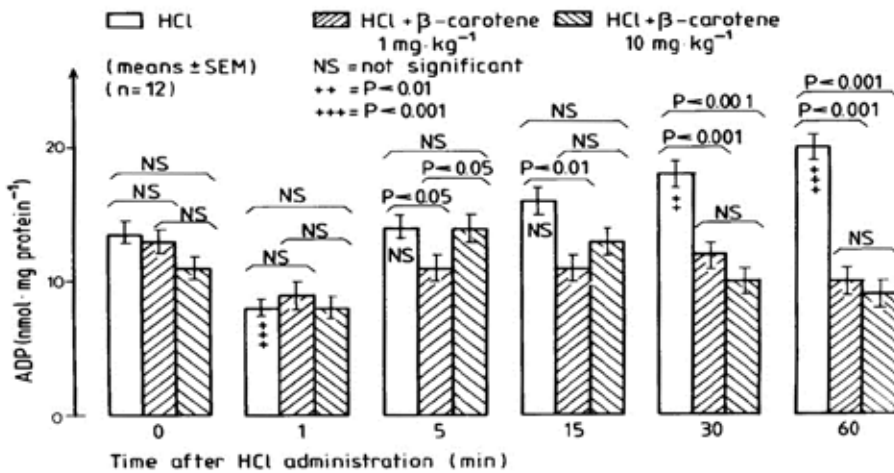 HCl HCl + β-carotene HCl + β-carotene
1 mg·kg⁻¹ 10 mg·kg⁻¹
(means ± SEM) NS = not significant
(n=12) ++ = P<0.01
+++ = P<0.001
ADP (nmol·mg protein⁻¹)
20
10
0
NS
NS
NS
NS
NS
NS
+++
NS
P<0.05
P<0.05
NS
NS
NS
P<0.01
NS
P<0.001
P<0.001
NS
++
P<0.001
P<0.001
NS
+++
0 1 5 15 30 60
Time after HCl administration (min)